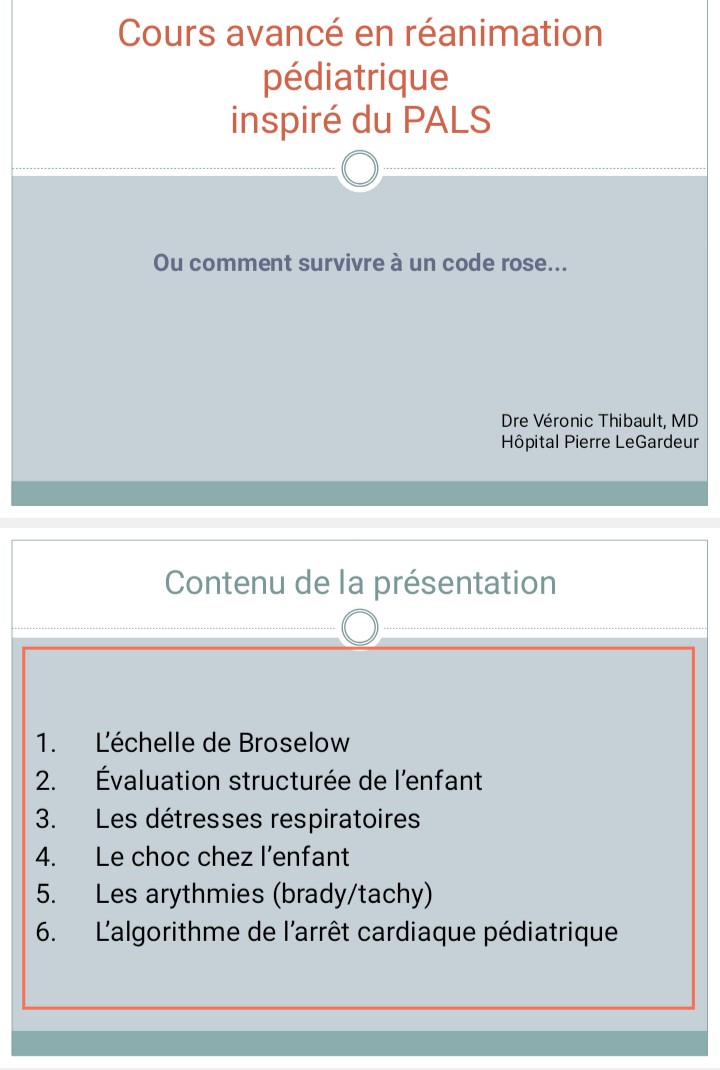 Cours avancé en réanimation
pédiatrique
inspiré du PALS
Ou comment survivre à un code rose...
Dre Véronic Thibault, MD
Hôpital Pierre LeGardeur
Contenu de la présentation
1. L’échelle de Broselow
2. Évaluation structurée de l’enfant
3. Les détresses respiratoires
4. Le choc chez l’enfant
5. Les arythmies (brady/tachy)
6. L’algorithme de l’arrêt cardiaque pédiatrique